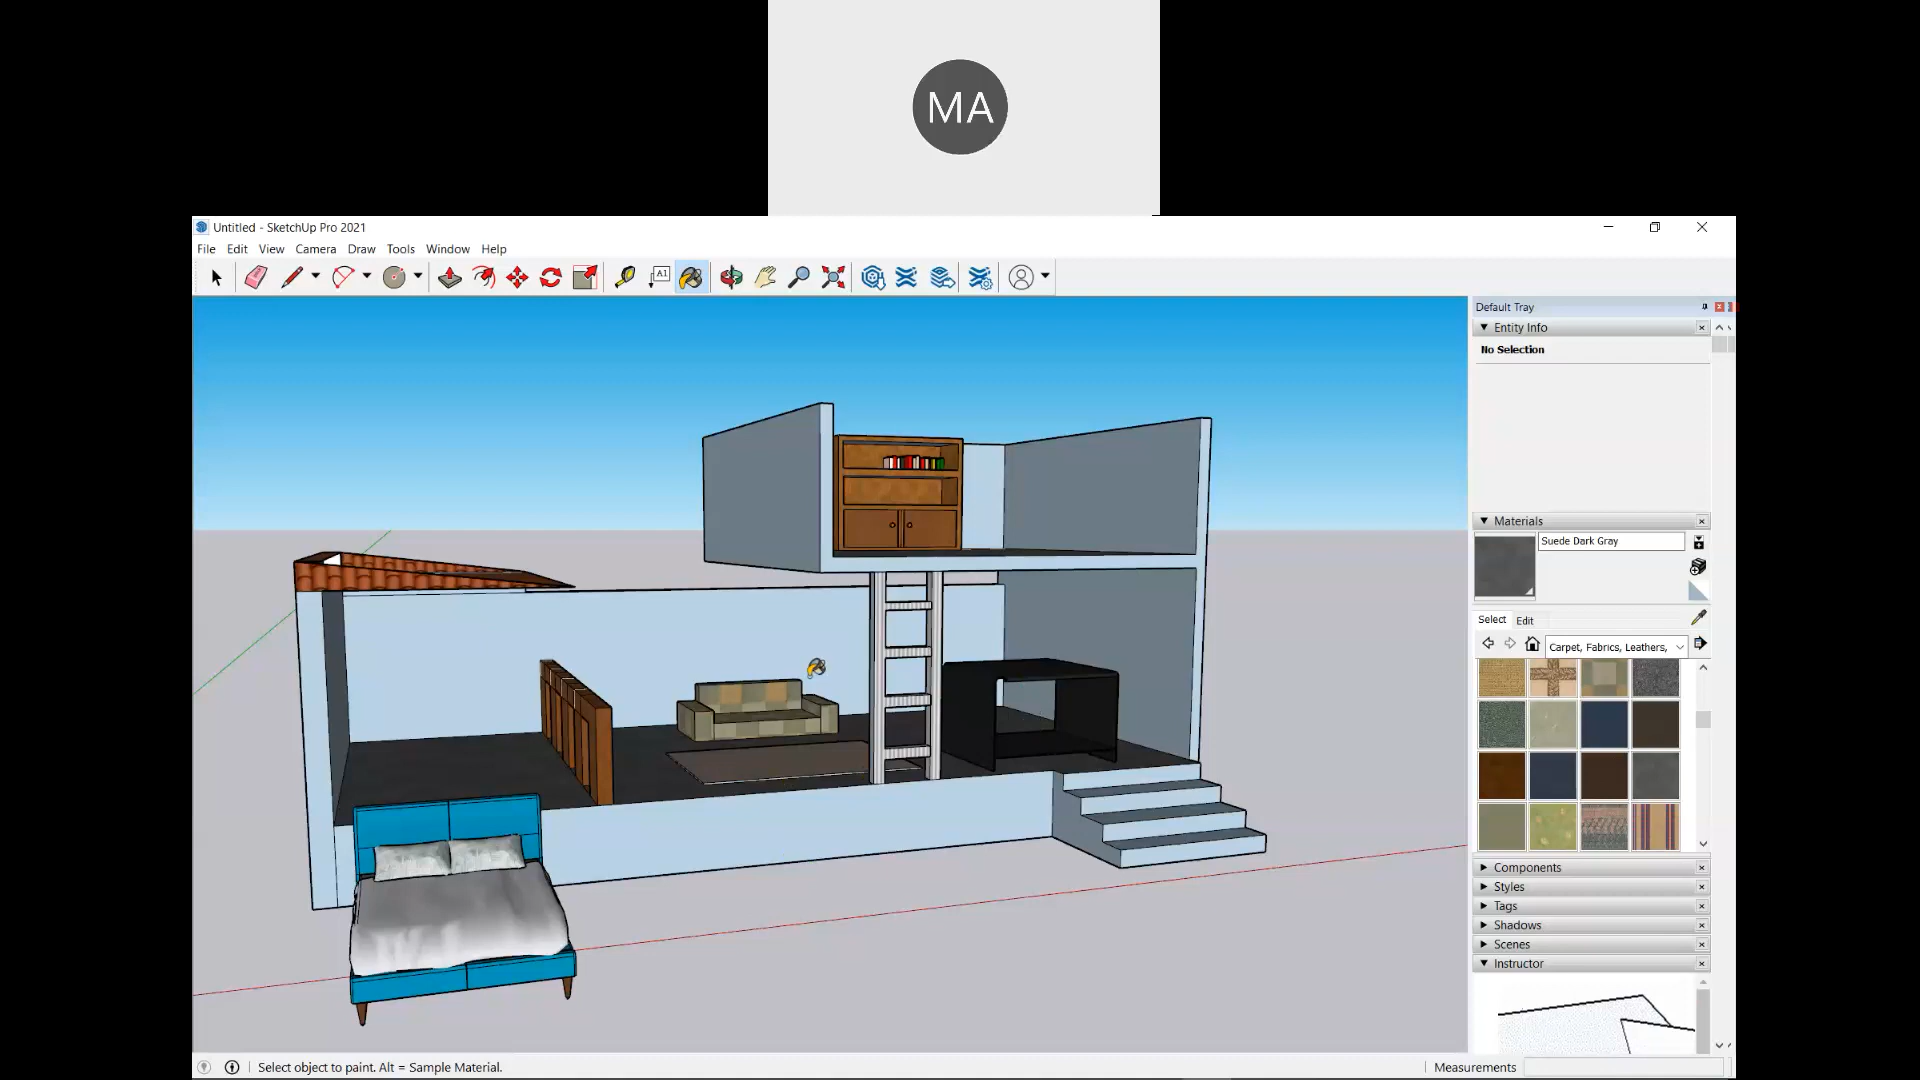 MA
Untitled - SketchUp Pro 2021
File Edit View Camera Draw Tools Window Help
A1
Default Tray
Entity Info
No Selection
Materials
Suede Dark Gray
Select Edit
Carpet, Fabrics, Leathers,
Components
Styles
Tags
Shadows
Scenes
Instructor
Select object to paint. Alt = Sample Material.
Measurements